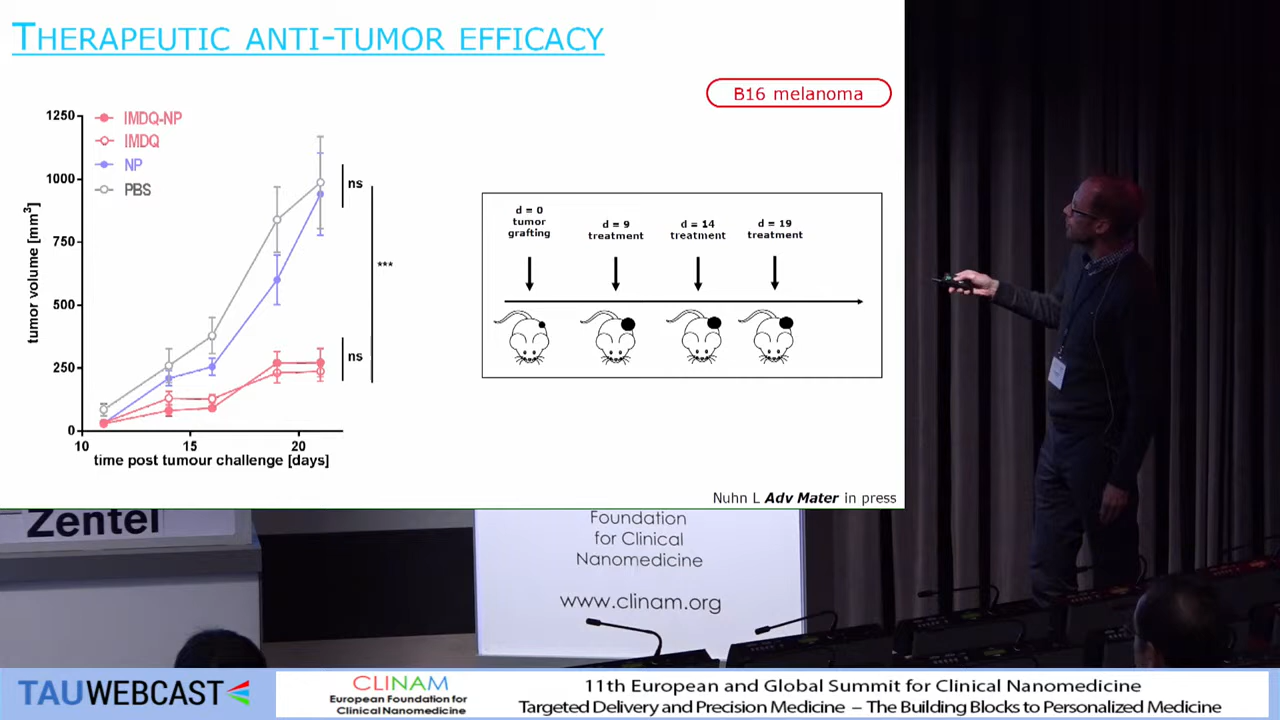 THERAPEUTIC ANTI-TUMOR EFFICACY
B16 melanoma
1250
1000
750
500
250
0
tumor volume [mm3]
IMDQ-NP
IMDQ
NP
PBS
ns
***
ns
10
15
20
time post tumour challenge [days]
d = 0
tumor
grafting
d = 9
treatment
d = 14
treatment
d = 19
treatment
Nuhn L Adv Mater in press
Zentel
Foundation
for Clinical
Nanomedicine
www.clinam.org
TAUWEBCAST
CLINAM
European Foundation for
Clinical Nanomedicine
11th European and Global Summit for Clinical Nanomedicine
Targeted Delivery and Precision Medicine – The Building Blocks to Personalized Medicine